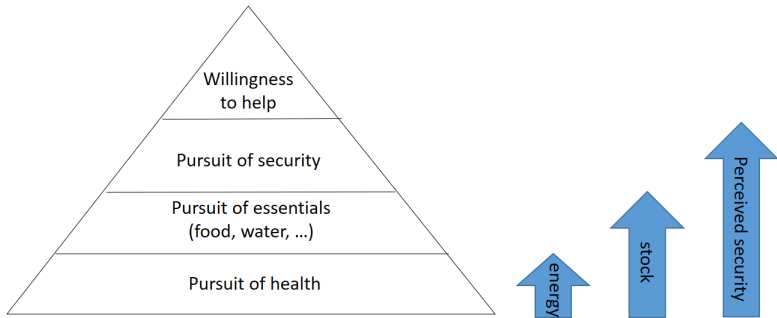 Willingness
to help
Pursuit of security
Pursuit of essentials
(food, water, ...)
Pursuit of health
energy
stock
Perceived security